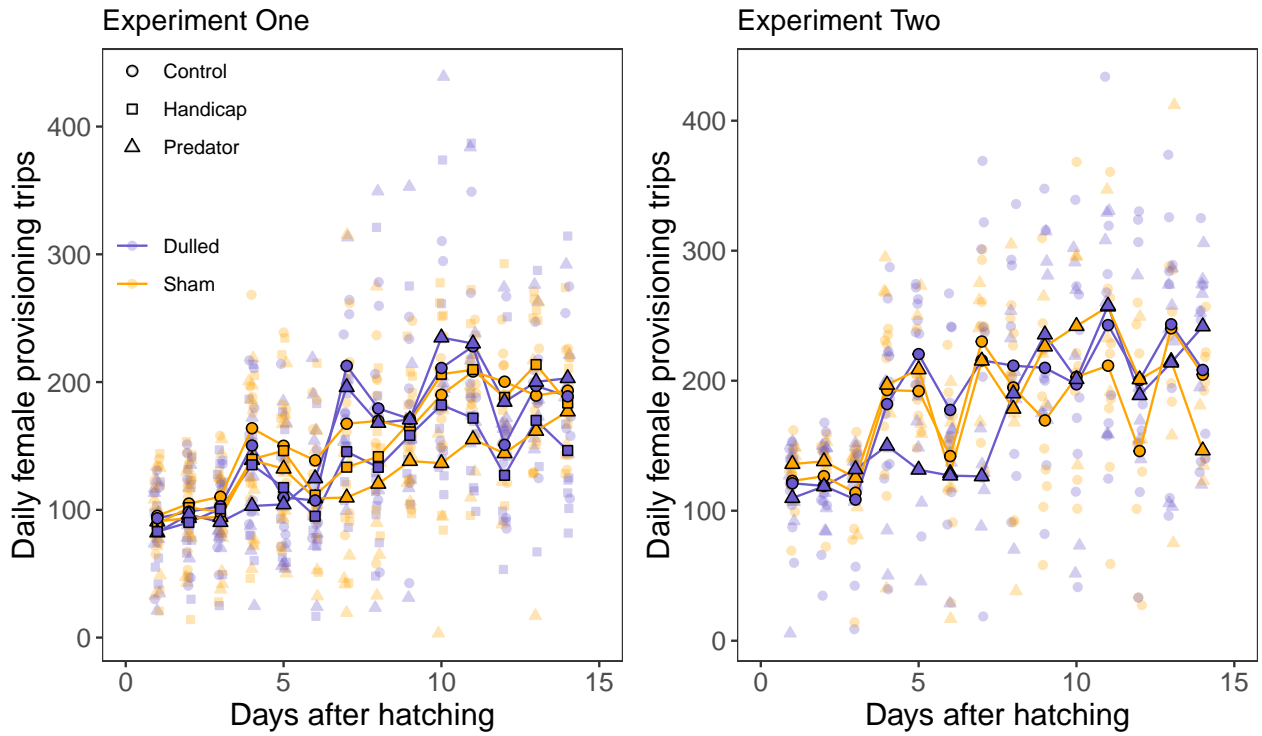 Experiment One
Control
Handicap
Predator
Dulled
Sham
400
300
200
100
0
0 5 10 15
Daily female provisioning trips
Days after hatching
Experiment Two
400
300
200
100
0
0 5 10 15
Daily female provisioning trips
Days after hatching